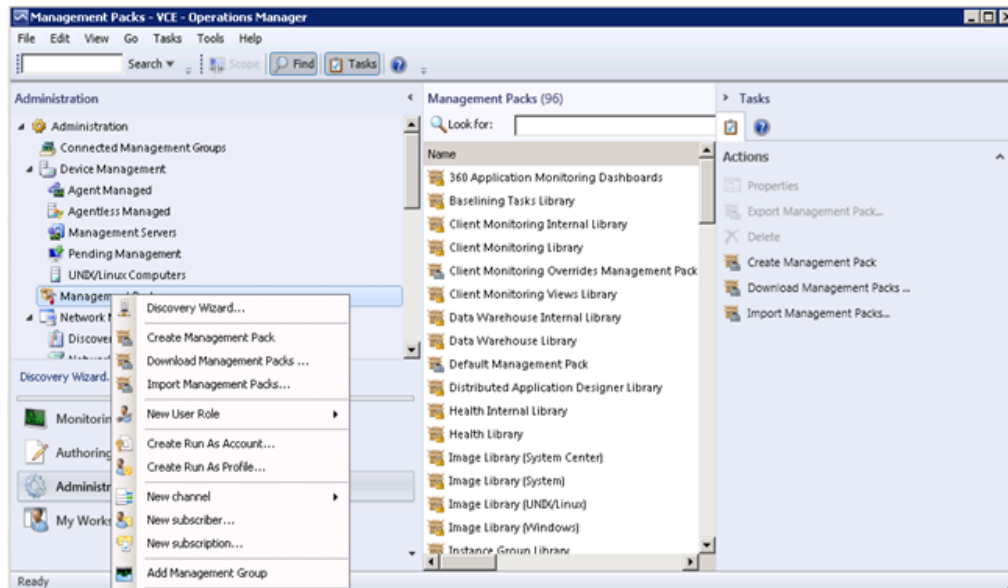 Management Packs - VCE - Operations Manager
File Edit View Go Tasks Tools Help
Search Scope Find Tasks
Administration
Administration
Connected Management Groups
Device Management
Agent Managed
Agentless Managed
Management Servers
Pending Management
UNIX/Linux Computers
Management
Network
Discovery Wizard...
Create Management Pack
Download Management Packs ...
Import Management Packs...
New User Role
Create Run As Account...
Create Run As Profile...
New channel
New subscriber...
New subscription...
Add Management Group
Discovery Wizard.
Monitorin
Authoring
Administr
My Works
Ready
Management Packs (96)
Look for:
Name
360 Application Monitoring Dashboards
Baselining Tasks Library
Client Monitoring Internal Library
Client Monitoring Library
Client Monitoring Overrides Management Pack
Client Monitoring Views Library
Data Warehouse Internal Library
Data Warehouse Library
Default Management Pack
Distributed Application Designer Library
Health Internal Library
Health Library
Image Library (System Center)
Image Library (System)
Image Library (UNIX/Linux)
Image Library (Windows)
Instance Group Library
Tasks
Actions
Properties
Export Management Pack...
Delete
Create Management Pack
Download Management Packs ...
Import Management Packs...